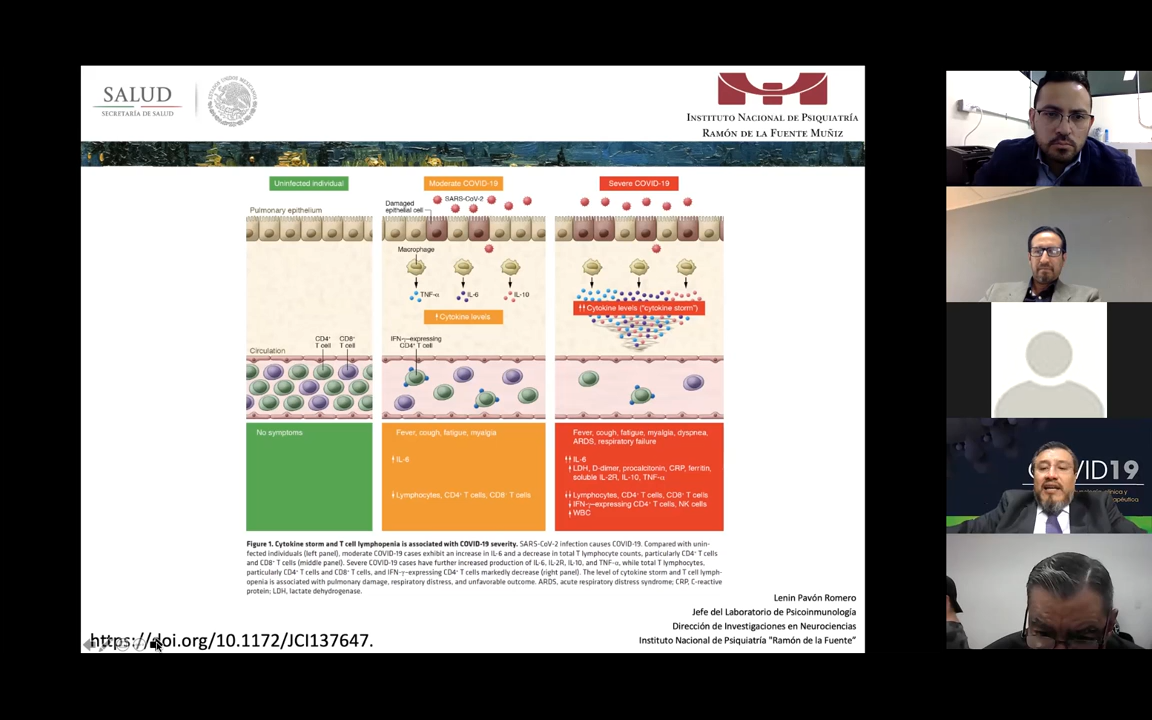 SALUD
SECRETARÍA DE SALUD
INSTITUTO NACIONAL DE PSIQUIATRÍA
RAMÓN DE LA FUENTE MUÑIZ
Uninfected individual
Moderate COVID-19
Severe COVID-19
Pulmonary epithelium
Damaged
epithelial cell
SARS-CoV-2
Macrophage
TNF-α
IL-6
IL-10
↑ Cytokine levels
↑↑ Cytokine levels ("cytokine storm")
CD4+
T cell
CD8+
T cell
IFN-γ–expressing
CD4+ T cell
Circulation
No symptoms
Fever, cough, fatigue, myalgia
↑ IL-6
↓ Lymphocytes, CD4+ T cells, CD8+ T cells
Fever, cough, fatigue, myalgia, dyspnea,
ARDS, respiratory failure
↑↑ IL-6
↑ LDH, D-dimer, procalcitonin, CRP, ferritin,
soluble IL-2R, IL-10, TNF-α
↓↓ Lymphocytes, CD4+ T cells, CD8+ T cells
↓ IFN-γ–expressing CD4+ T cells, NK cells
↑ WBC
Figure 1. Cytokine storm and T cell lymphopenia is associated with COVID-19 severity. SARS-CoV-2 infection causes COVID-19. Compared with unin-
fected individuals (left panel), moderate COVID-19 cases exhibit an increase in IL-6 and a decrease in total T lymphocyte counts, particularly CD4+ T cells
and CD8+ T cells (middle panel). Severe COVID-19 cases have further increased production of IL-6, IL-2R, IL-10, and TNF-α, while total T lymphocytes,
particularly CD4+ T cells and CD8+ T cells, and IFN-γ–expressing CD4+ T cells markedly decrease (right panel). The level of cytokine storm and T cell lymph-
openia is associated with pulmonary damage, respiratory distress, and unfavorable outcome. ARDS, acute respiratory distress syndrome; CRP, C-reactive
protein; LDH, lactate dehydrogenase.
Lenin Pavón Romero
Jefe del Laboratorio de Psicoinmunología
Dirección de Investigaciones en Neurociencias
Instituto Nacional de Psiquiatría "Ramón de la Fuente"
https://doi.org/10.1172/JCI137647.
VID19
clínica y